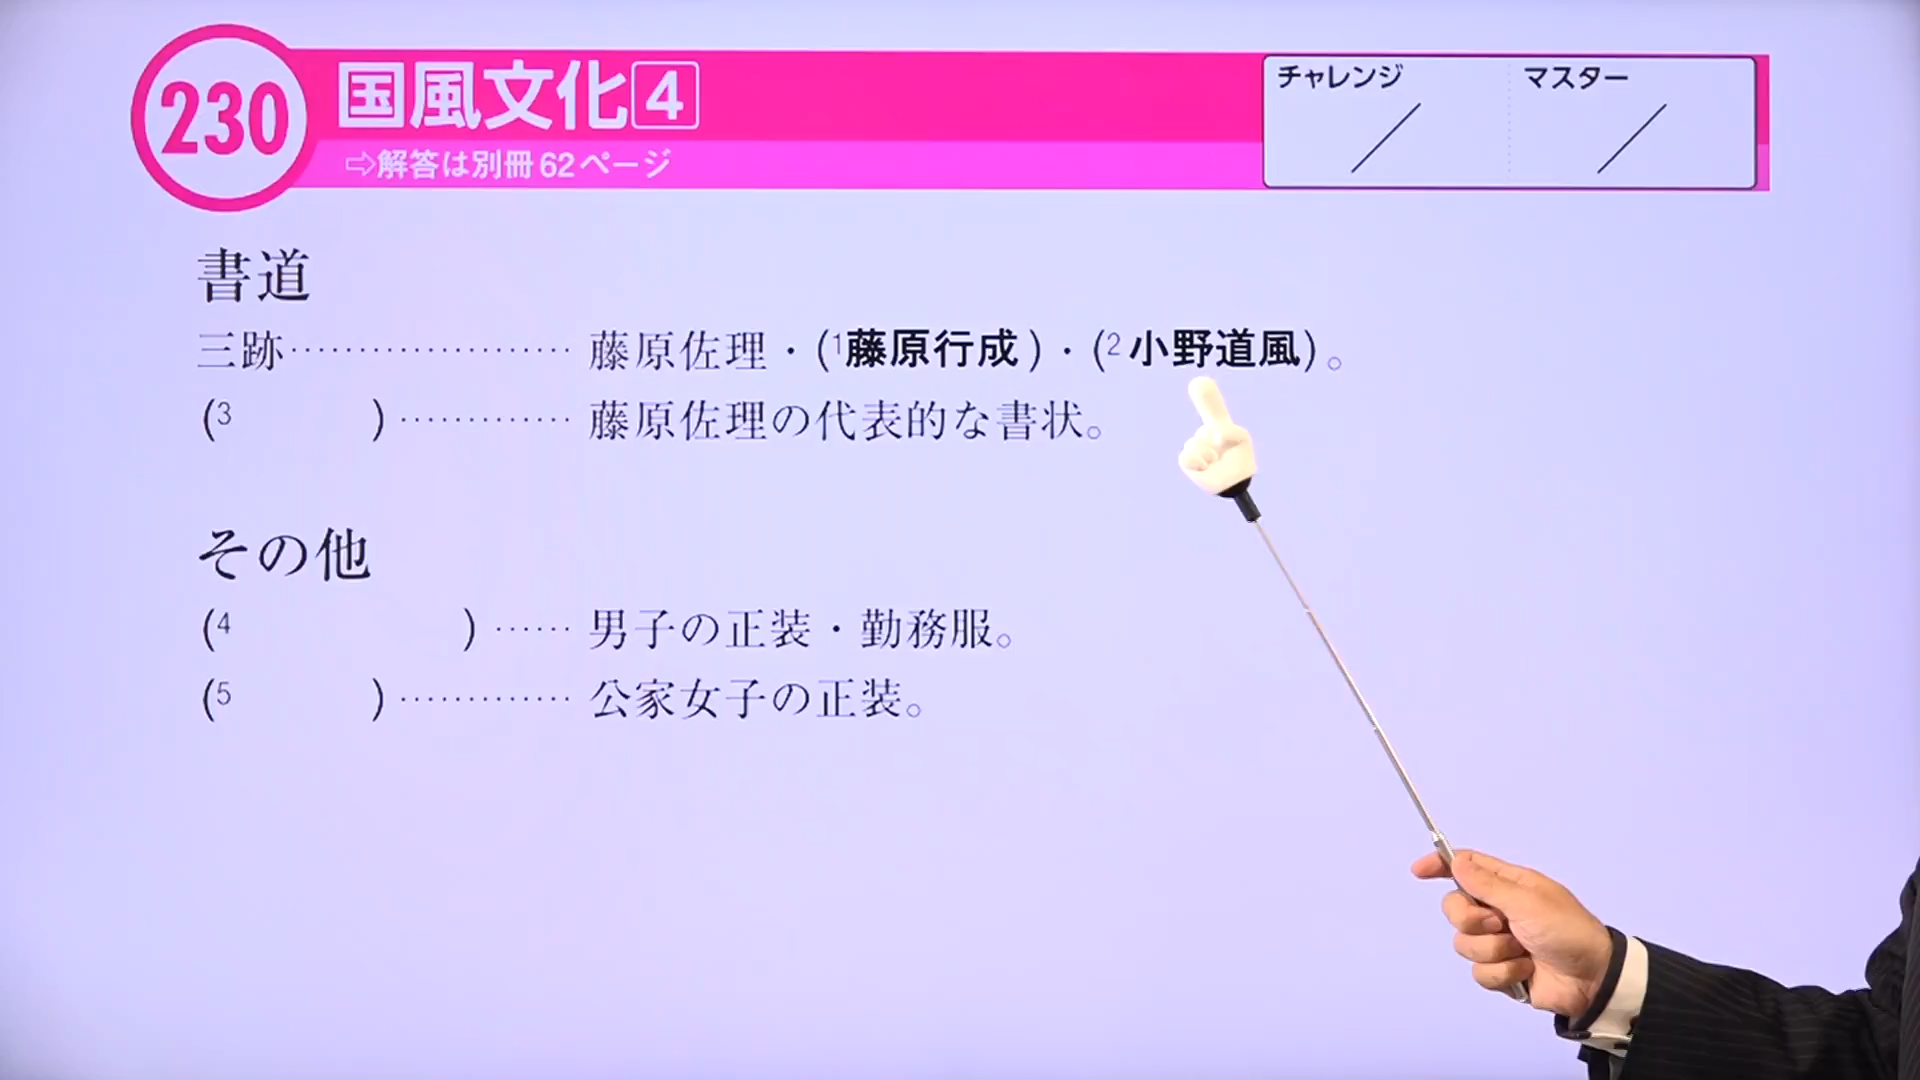 230
国風文化4
⇨解答は別冊62ページ
チャレンジ マスター
／ ／
書道
三跡…………………藤原佐理・(1藤原行成)・(2小野道風)。
(3　　　)…………藤原佐理の代表的な書状。
その他
(4　　　　　)……男子の正装・勤務服。
(5　　　)…………公家女子の正装。